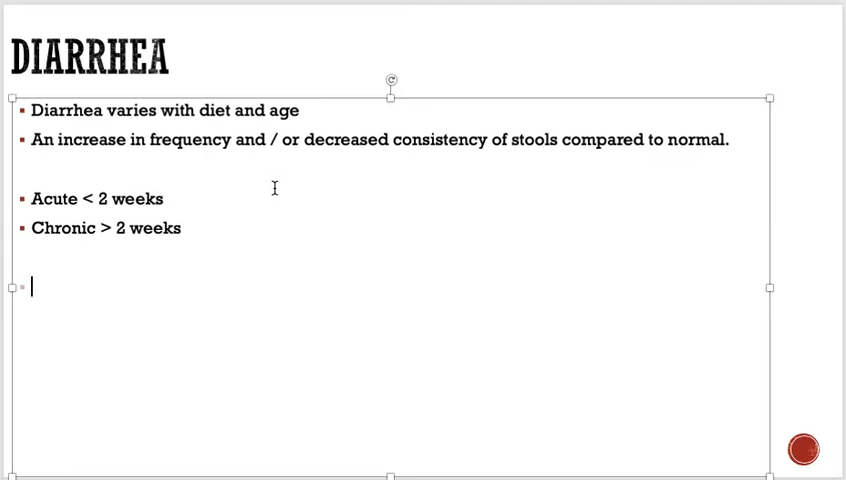 DIARRHEA
Diarrhea varies with diet and age
An increase in frequency and / or decreased consistency of stools compared to normal.
Acute < 2 weeks
Chronic > 2 weeks